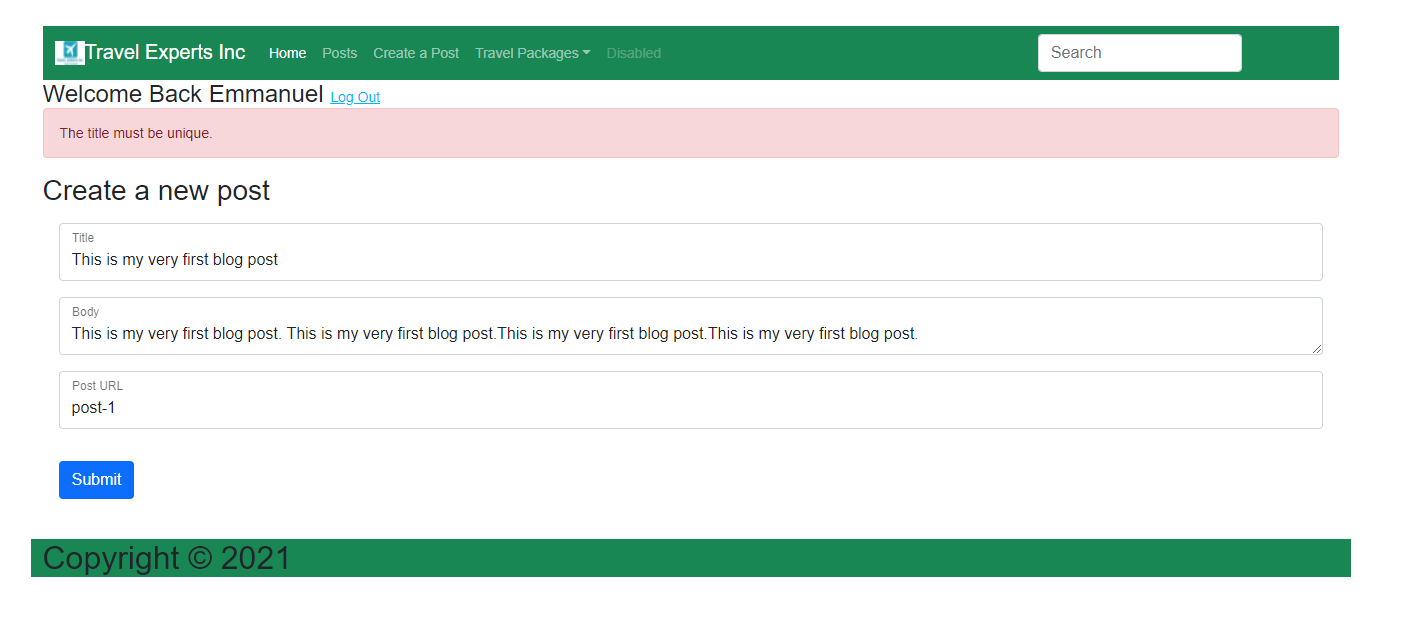 Travel Experts Inc Home Posts Create a Post Travel Packages Disabled Search
Welcome Back Emmanuel Log Out
The title must be unique.
Create a new post
Title
This is my very first blog post
Body
This is my very first blog post. This is my very first blog post.This is my very first blog post.This is my very first blog post.
Post URL
post-1
Submit
Copyright © 2021